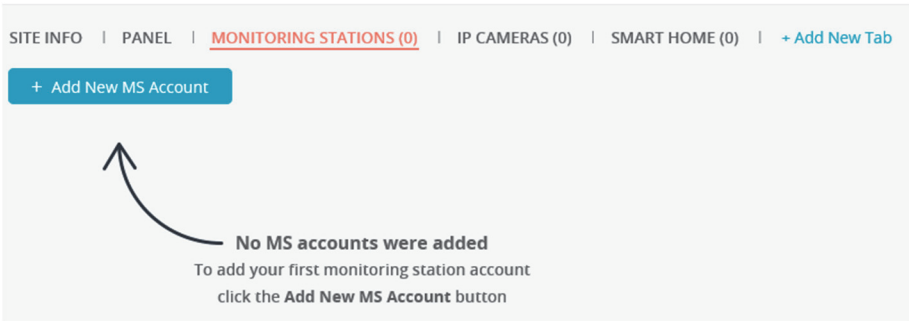 SITE INFO | PANEL | MONITORING STATIONS (0) | IP CAMERAS (0) | SMART HOME (0) | + Add New Tab
+ Add New MS Account
No MS accounts were added
To add your first monitoring station account
click the Add New MS Account button